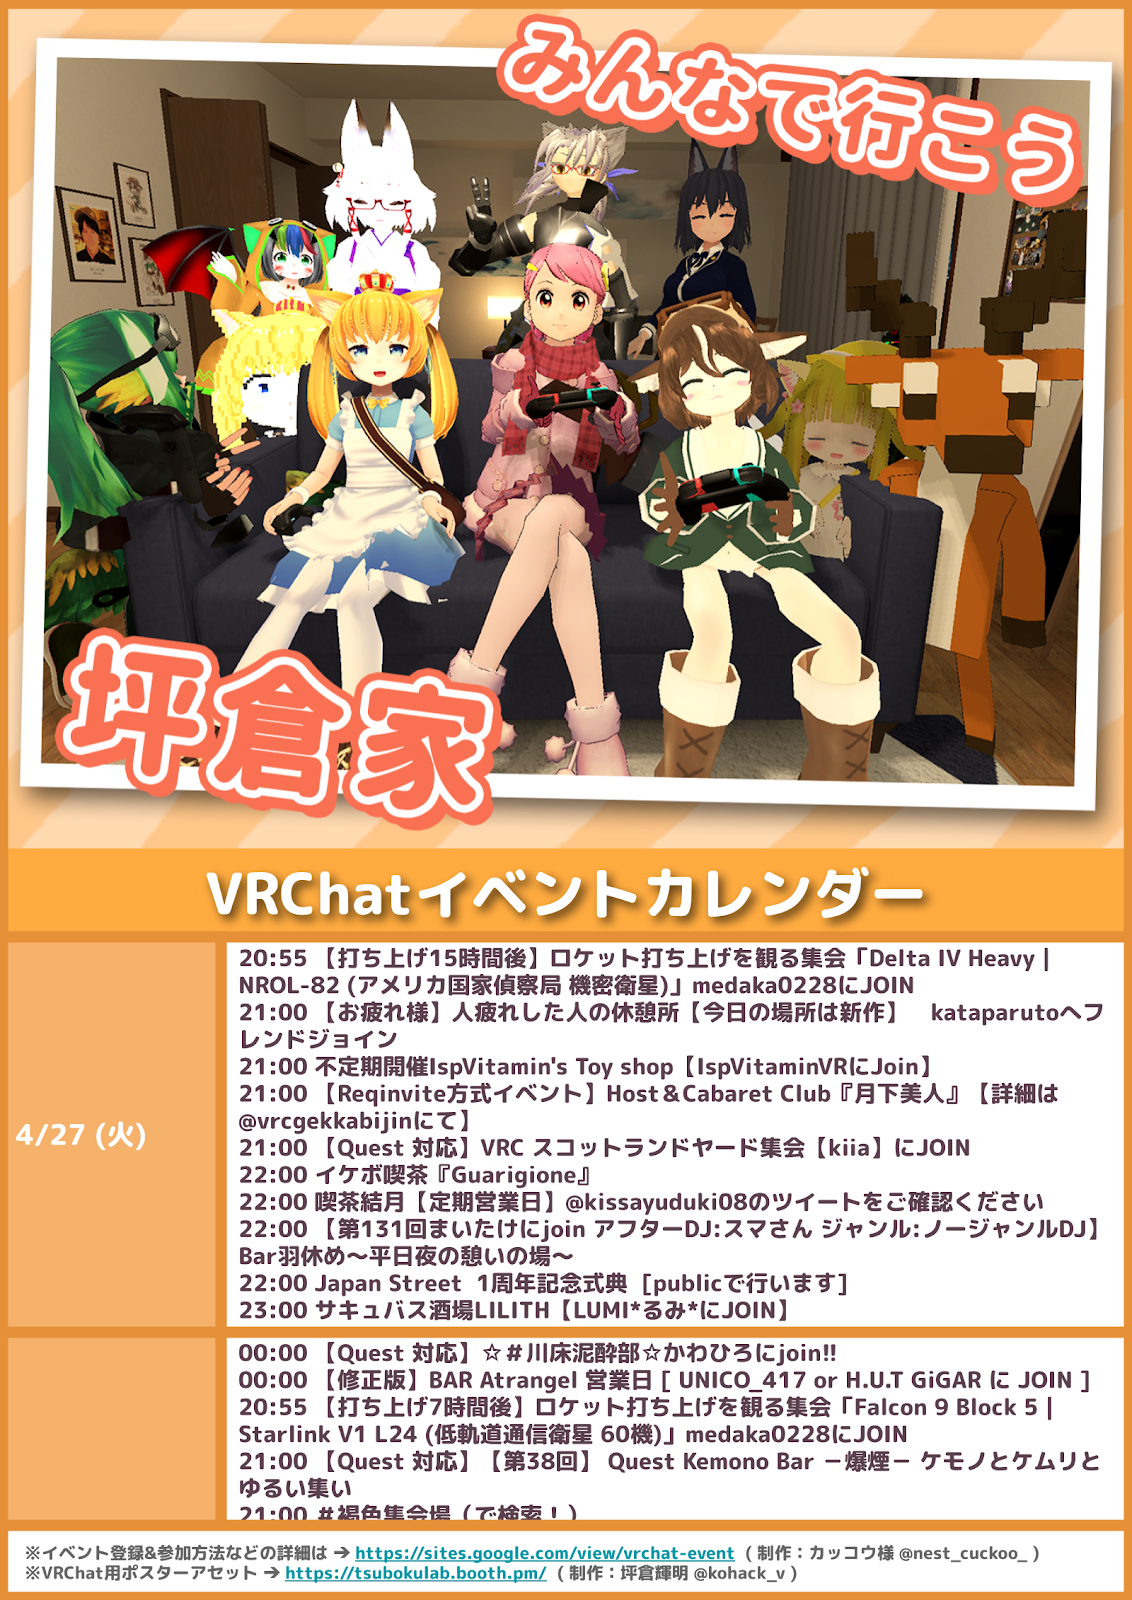 みんなで行こう
坪倉家
VRChatイベントカレンダー
4/27 (火)
20:55 【打ち上げ15時間後】ロケット打ち上げを観る集会「Delta IV Heavy |
NROL-82 (アメリカ国家偵察局 機密衛星)」medaka0228にJOIN
21:00 【お疲れ様】人疲れした人の休憩所【今日の場所は新作】　kataparutoへフ
レンドジョイン
21:00 不定期開催IspVitamin's Toy shop【IspVitaminVRにJoin】
21:00 【Reqinvite方式イベント】Host＆Cabaret Club『月下美人』【詳細は
@vrcgekkabijinにて】
21:00 【Quest 対応】VRC スコットランドヤード集会【kiia】にJOIN
22:00 イケボ喫茶『Guarigione』
22:00 喫茶結月【定期営業日】@kissayuduki08のツイートをご確認ください
22:00 【第131回まいたけにjoin アフターDJ:スマさん ジャンル:ノージャンルDJ】
Bar羽休め～平日夜の憩いの場～
22:00 Japan Street 1周年記念式典 [publicで行います]
23:00 サキュバス酒場LILITH【LUMI*るみ*にJOIN】
00:00 【Quest 対応】☆＃川床泥酔部☆かわひろにjoin!!
00:00 【修正版】BAR Atrangel 営業日 [ UNICO_417 or H.U.T GiGAR に JOIN ]
20:55 【打ち上げ7時間後】ロケット打ち上げを観る集会「Falcon 9 Block 5 |
Starlink V1 L24 (低軌道通信衛星 60機)」medaka0228にJOIN
21:00 【Quest 対応】【第38回】 Quest Kemono Bar －爆煙－ ケモノとケムリと
ゆるい集い
21:00 ＃褐色集会場（で検索！）
※イベント登録&参加方法などの詳細は → https://sites.google.com/view/vrchat-event ( 制作：カッコウ様 @nest_cuckoo_ )
※VRChat用ポスターアセット → https://tsubokulab.booth.pm/ ( 制作：坪倉輝明 @kohack_v )